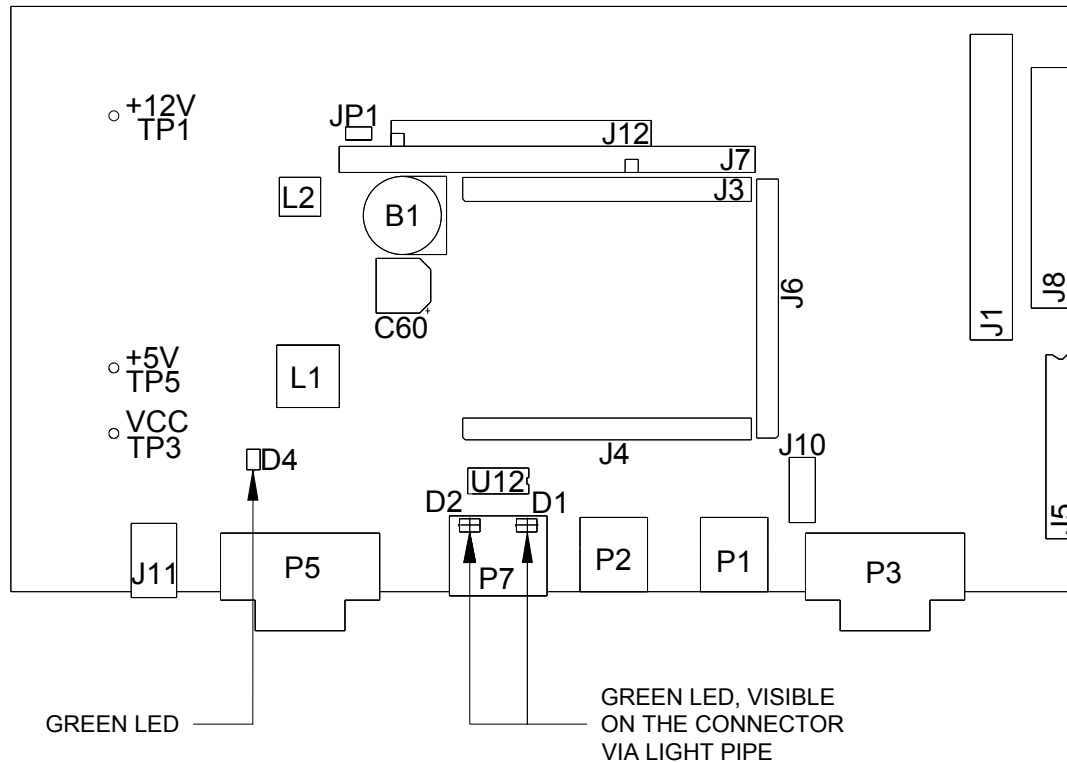 +12V
TP1
JP1
J12
J7
J3
L2
B1
J6
J1
J8
C60
+5V
TP5
L1
VCC
TP3
D4
J4
J10
U12
D2
D1
J5
J11
P5
P7
P2
P1
P3
GREEN LED
GREEN LED, VISIBLE
ON THE CONNECTOR
VIA LIGHT PIPE